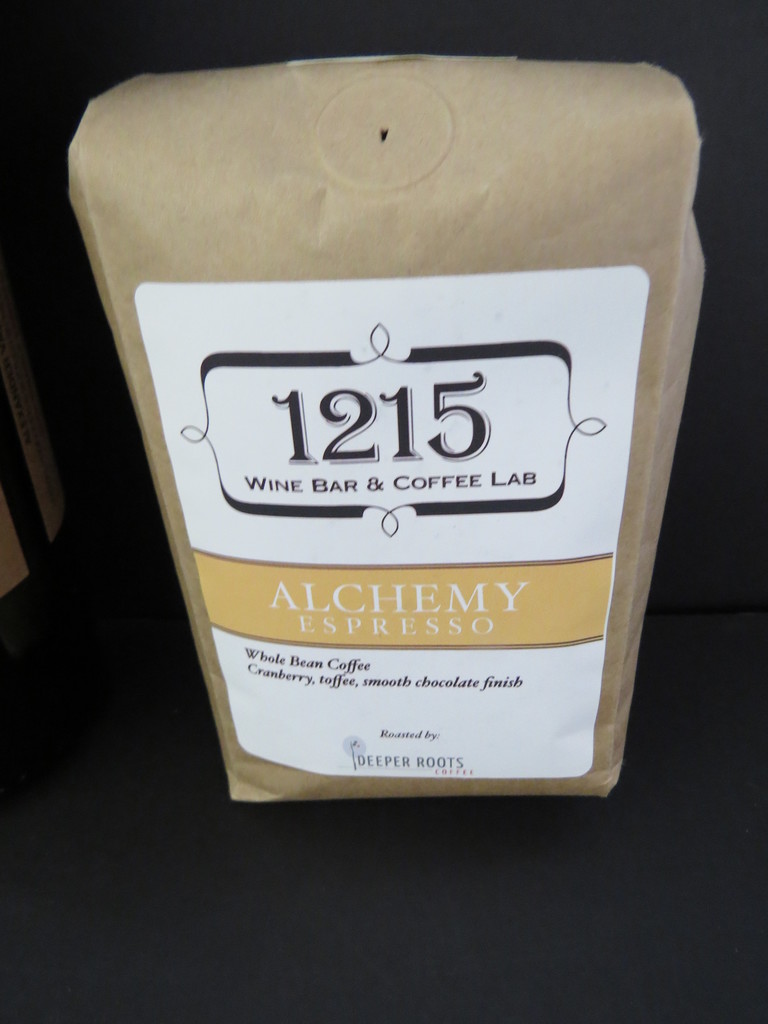 1215
WINE BAR & COFFEE LAB
ALCHEMY
ESPRESSO
Whole Bean Coffee
Cranberry, toffee, smooth chocolate finish
Roasted by:
DEEPER ROOTS
COFFEE